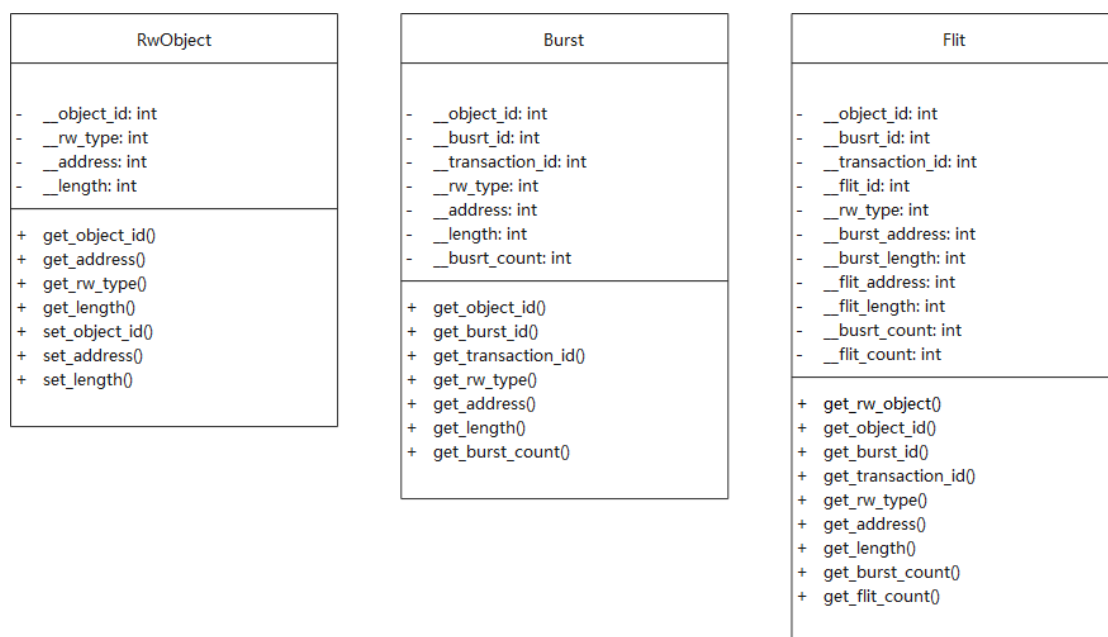 RwObject
- __object_id: int
- __rw_type: int
- __address: int
- __length: int
+ get_object_id()
+ get_address()
+ get_rw_type()
+ get_length()
+ set_object_id()
+ set_address()
+ set_length()
Burst
- __object_id: int
- __busrt_id: int
- __transaction_id: int
- __rw_type: int
- __address: int
- __length: int
- __busrt_count: int
+ get_object_id()
+ get_burst_id()
+ get_transaction_id()
+ get_rw_type()
+ get_address()
+ get_length()
+ get_burst_count()
Flit
- __object_id: int
- __busrt_id: int
- __transaction_id: int
- __flit_id: int
- __rw_type: int
- __burst_address: int
- __burst_length: int
- __flit_address: int
- __flit_length: int
- __busrt_count: int
- __flit_count: int
+ get_rw_object()
+ get_object_id()
+ get_burst_id()
+ get_transaction_id()
+ get_rw_type()
+ get_address()
+ get_length()
+ get_burst_count()
+ get_flit_count()